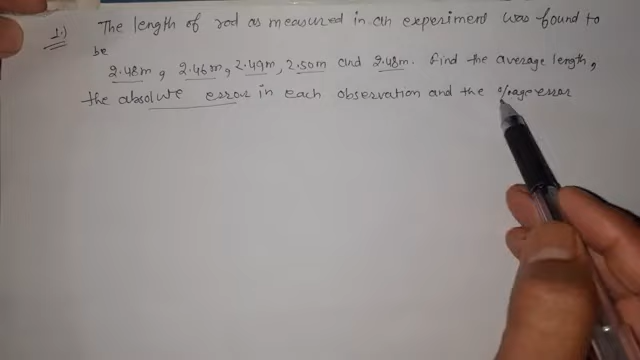 1.) The length of rod as measured in an experiment was found to
be
2.48m, 2.46m, 2.49m, 2.50m and 2.48m. Find the average length,
the absolute error in each observation and the %age error